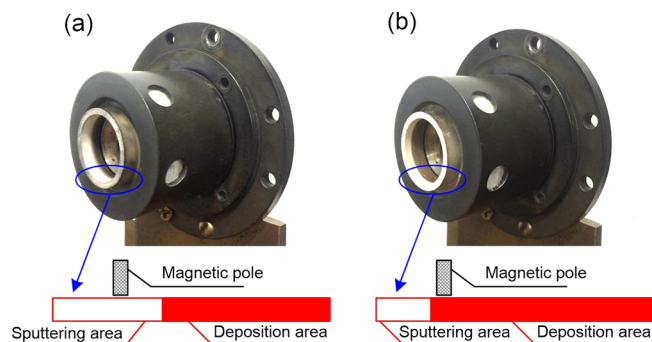 (a)
(b)
Magnetic pole
Magnetic pole
Sputtering area
Deposition area
Sputtering area
Deposition area